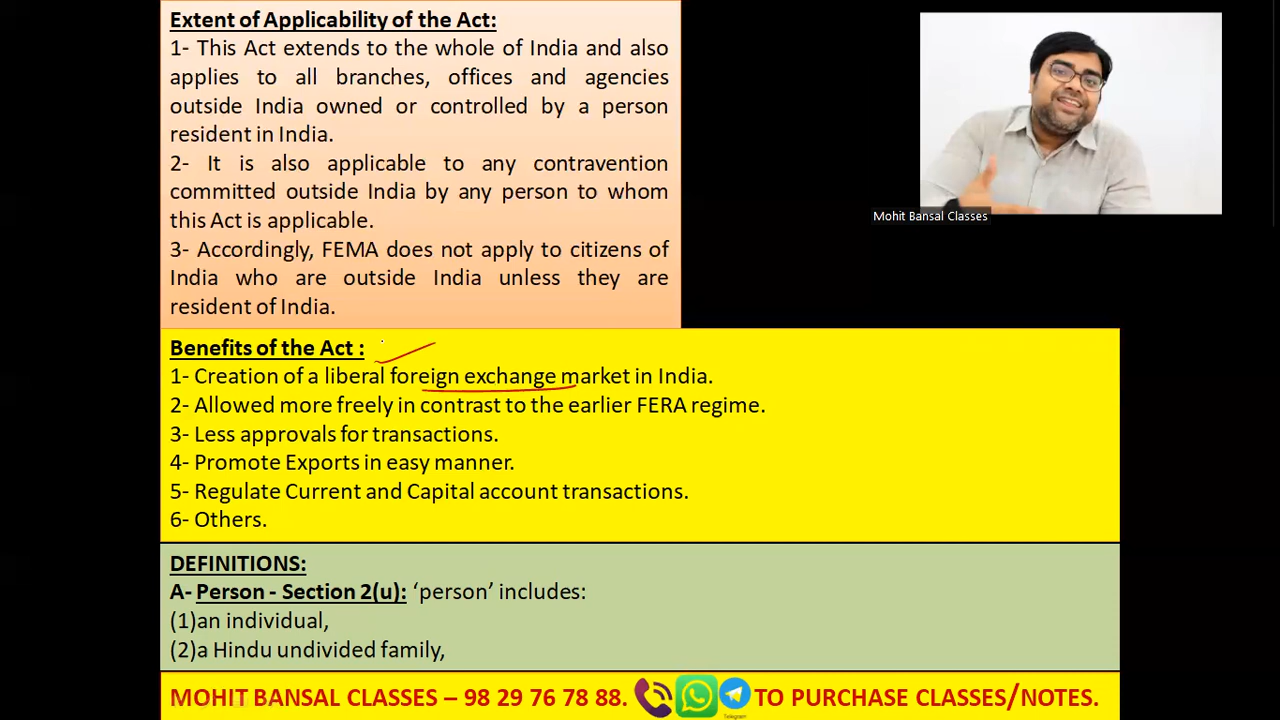 Extent of Applicability of the Act:
1- This Act extends to the whole of India and also
applies to all branches, offices and agencies
outside India owned or controlled by a person
resident in India.
2- It is also applicable to any contravention
committed outside India by any person to whom
this Act is applicable.
3- Accordingly, FEMA does not apply to citizens of
India who are outside India unless they are
resident of India.
Mohit Bansal Classes
Benefits of the Act :
1- Creation of a liberal foreign exchange market in India.
2- Allowed more freely in contrast to the earlier FERA regime.
3- Less approvals for transactions.
4- Promote Exports in easy manner.
5- Regulate Current and Capital account transactions.
6- Others.
DEFINITIONS:
A- Person - Section 2(u): ‘person’ includes:
(1)an individual,
(2)a Hindu undivided family,
MOHIT BANSAL CLASSES – 98 29 76 78 88. TO PURCHASE CLASSES/NOTES.
Telegram